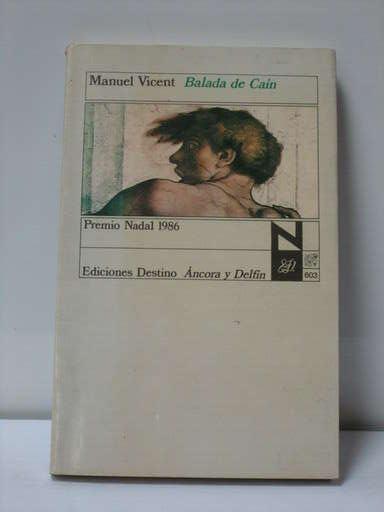 Manuel Vicent Balada de Caín
Premio Nadal 1986
N
Ediciones Destino Áncora y Delfín
603